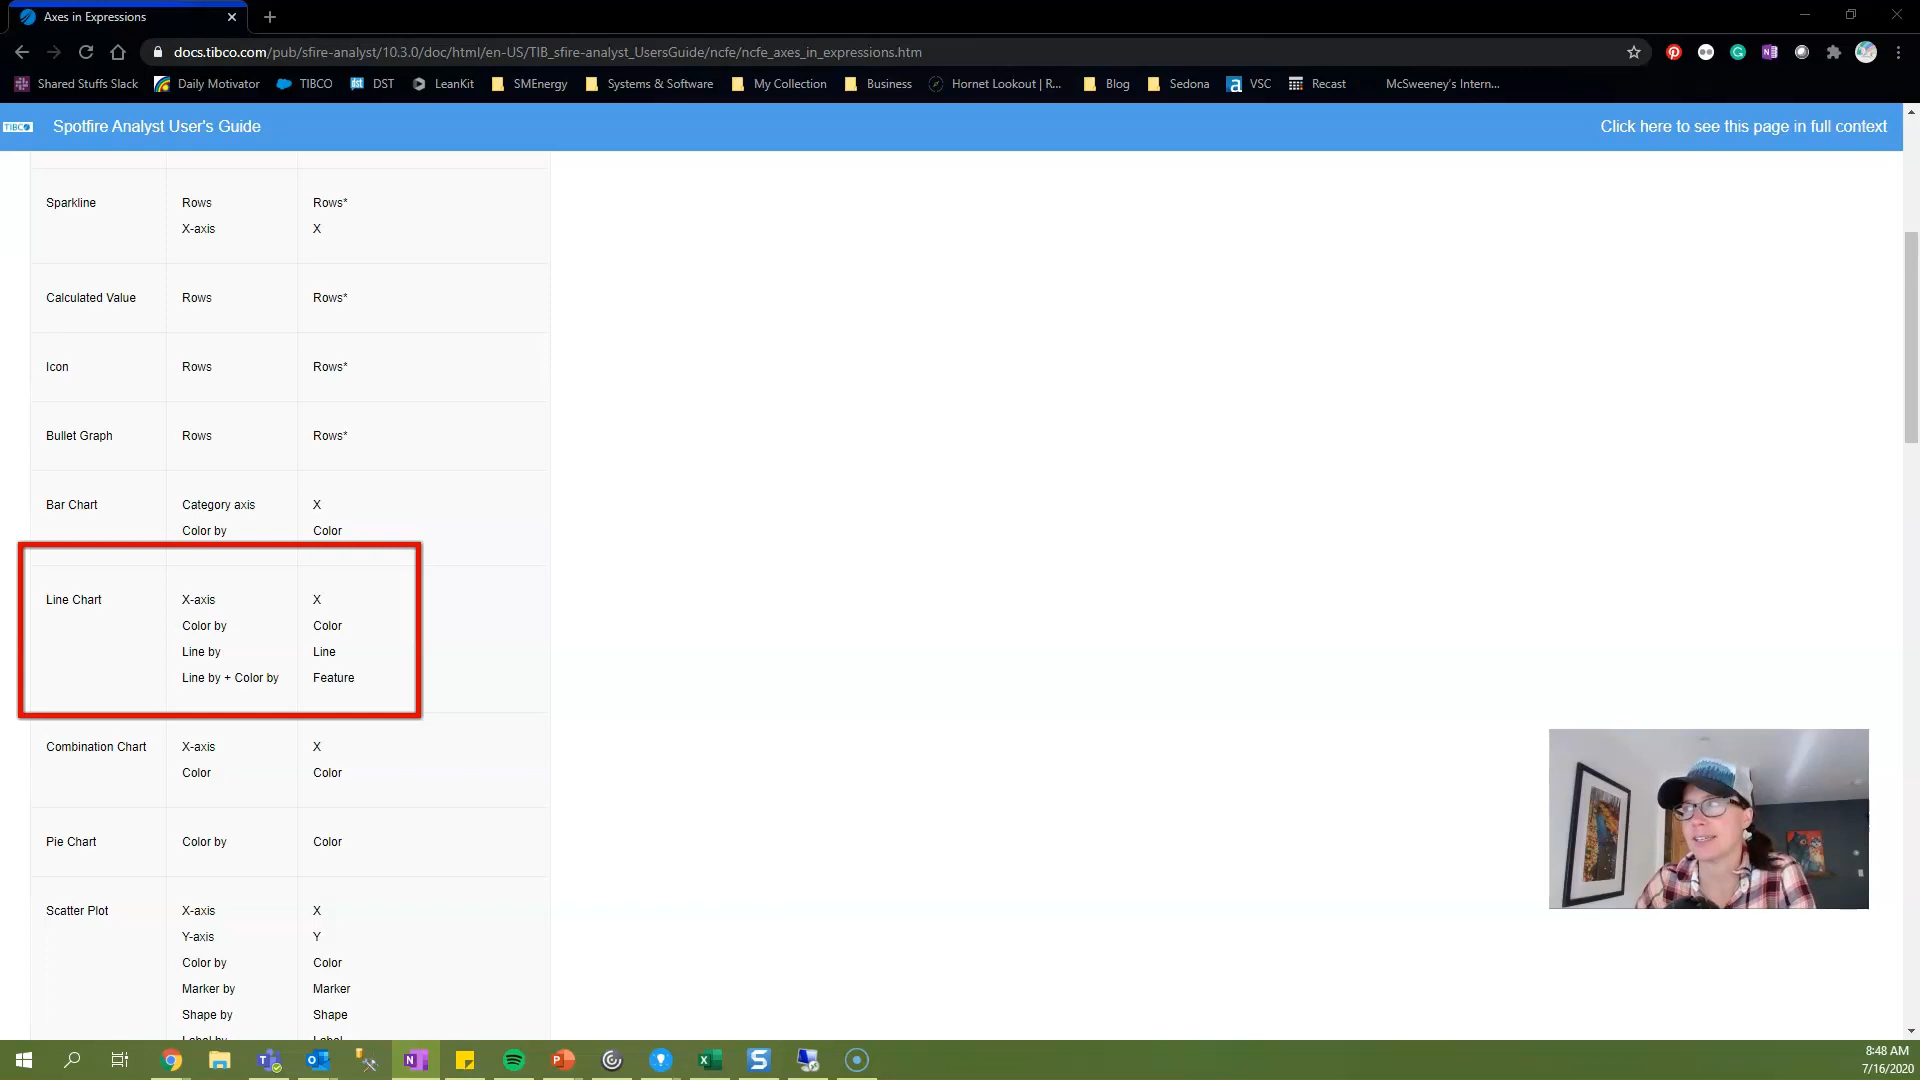 Axes in Expressions
docs.tibco.com/pub/sfire-analyst/10.3.0/doc/html/en-US/TIB_sfire-analyst_UsersGuide/ncfe/ncfe_axes_in_expressions.htm
Shared Stuffs Slack Daily Motivator TIBCO dst DST LeanKit SMEnergy Systems & Software My Collection Business Hornet Lookout | R... Blog Sedona a VSC Recast McSweeney's Intern...
TIBCO Spotfire Analyst User's Guide Click here to see this page in full context
Sparkline Rows Rows*
X-axis X
Calculated Value Rows Rows*
Icon Rows Rows*
Bullet Graph Rows Rows*
Bar Chart Category axis X
Color by Color
Line Chart X-axis X
Color by Color
Line by Line
Line by + Color by Feature
Combination Chart X-axis X
Color Color
Pie Chart Color by Color
Scatter Plot X-axis X
Y-axis Y
Color by Color
Marker by Marker
Shape by Shape
Label by Label
8:48 AM
7/16/2020